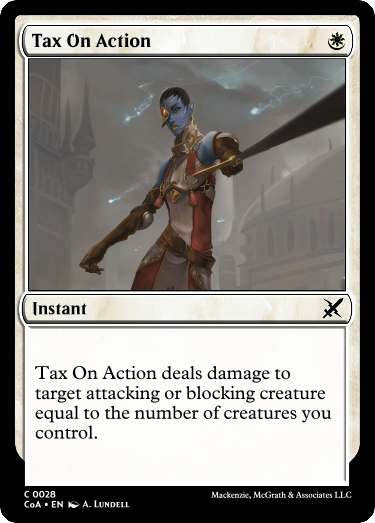 Tax On Action
Instant
Tax On Action deals damage to
target attacking or blocking creature
equal to the number of creatures you
control.
C 0028
CoA • EN A. Lundell
Mackenzie, McGrath & Associates LLC